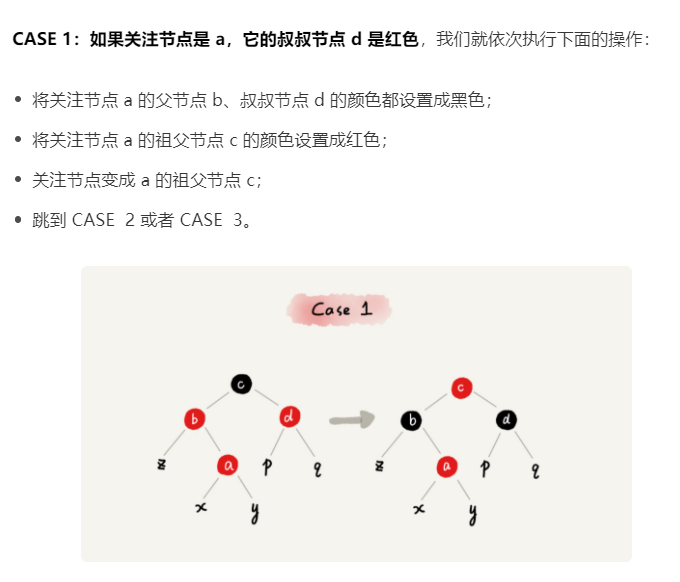 CASE 1：如果关注节点是 a，它的叔叔节点 d 是红色，我们就依次执行下面的操作：
• 将关注节点 a 的父节点 b、叔叔节点 d 的颜色都设置成黑色；
• 将关注节点 a 的祖父节点 c 的颜色设置成红色；
• 关注节点变成 a 的祖父节点 c；
• 跳到 CASE 2 或者 CASE 3。
Case 1
c c
b d b d
z a p q z a p q
x y x y